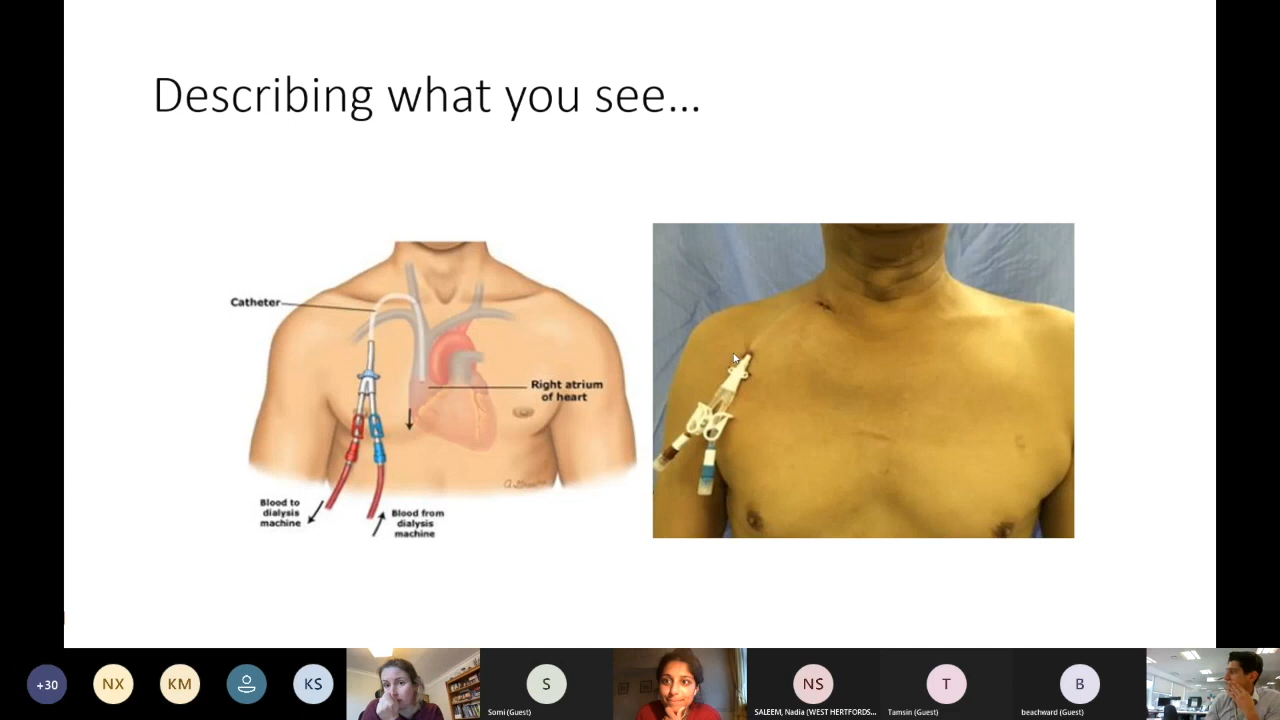 Describing what you see...
Catheter
Right atrium
of heart
Blood to
dialysis
machine
Blood from
dialysis
machine
+30
NX
KM
KS
S
Somi (Guest)
NS
SALEEM, Nadia (WEST HERTFORDS...
T
Tamsin (Guest)
B
beachward (Guest)